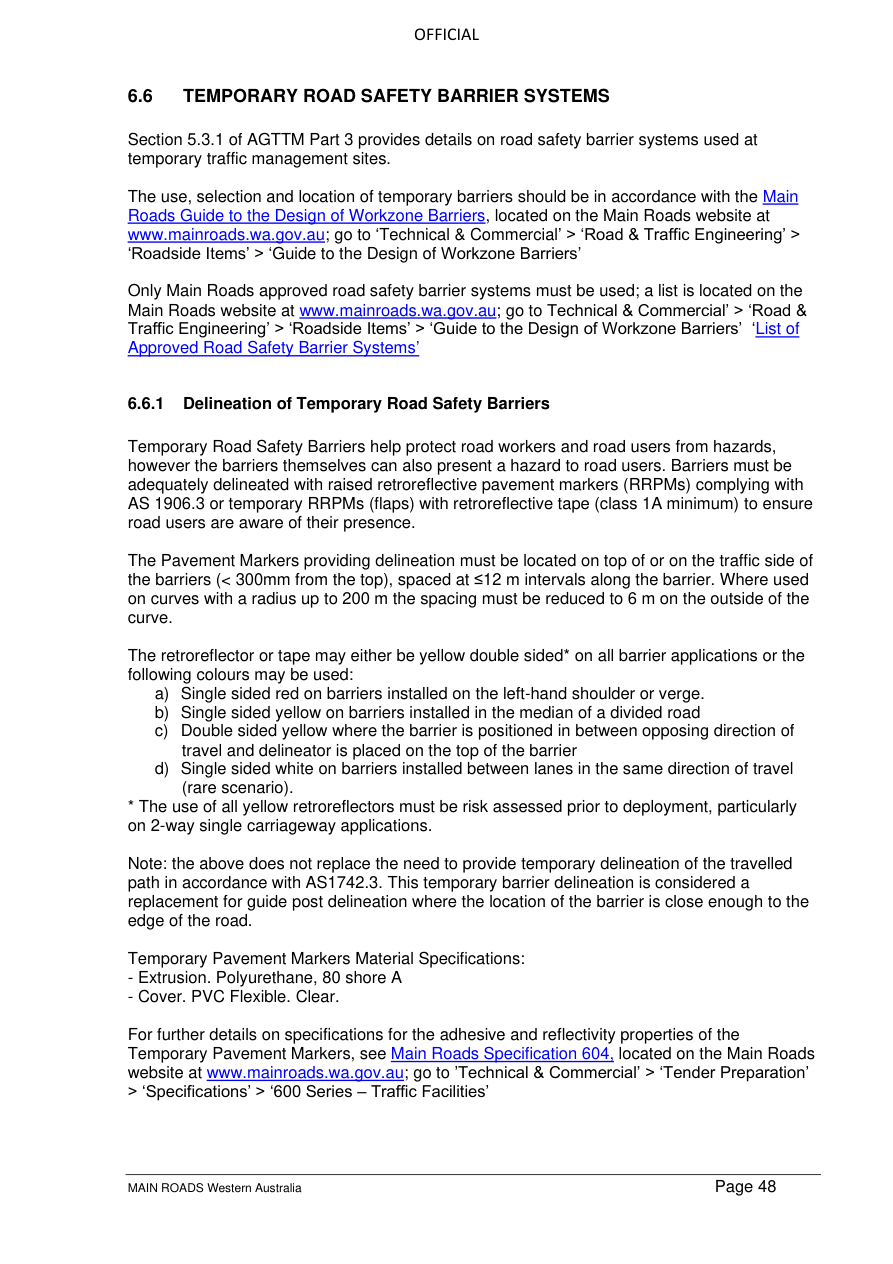 OFFICIAL
6.6 TEMPORARY ROAD SAFETY BARRIER SYSTEMS
Section 5.3.1 of AGTTM Part 3 provides details on road safety barrier systems used at
temporary traffic management sites.
The use, selection and location of temporary barriers should be in accordance with the Main
Roads Guide to the Design of Workzone Barriers, located on the Main Roads website at
www.mainroads.wa.gov.au; go to ‘Technical & Commercial’ > ‘Road & Traffic Engineering’ >
‘Roadside Items’ > ‘Guide to the Design of Workzone Barriers’
Only Main Roads approved road safety barrier systems must be used; a list is located on the
Main Roads website at www.mainroads.wa.gov.au; go to Technical & Commercial’ > ‘Road &
Traffic Engineering’ > ‘Roadside Items’ > ‘Guide to the Design of Workzone Barriers’ ‘List of
Approved Road Safety Barrier Systems’
6.6.1 Delineation of Temporary Road Safety Barriers
Temporary Road Safety Barriers help protect road workers and road users from hazards,
however the barriers themselves can also present a hazard to road users. Barriers must be
adequately delineated with raised retroreflective pavement markers (RRPMs) complying with
AS 1906.3 or temporary RRPMs (flaps) with retroreflective tape (class 1A minimum) to ensure
road users are aware of their presence.
The Pavement Markers providing delineation must be located on top of or on the traffic side of
the barriers (< 300mm from the top), spaced at ≤12 m intervals along the barrier. Where used
on curves with a radius up to 200 m the spacing must be reduced to 6 m on the outside of the
curve.
The retroreflector or tape may either be yellow double sided* on all barrier applications or the
following colours may be used:
a) Single sided red on barriers installed on the left-hand shoulder or verge.
b) Single sided yellow on barriers installed in the median of a divided road
c) Double sided yellow where the barrier is positioned in between opposing direction of
travel and delineator is placed on the top of the barrier
d) Single sided white on barriers installed between lanes in the same direction of travel
(rare scenario).
* The use of all yellow retroreflectors must be risk assessed prior to deployment, particularly
on 2-way single carriageway applications.
Note: the above does not replace the need to provide temporary delineation of the travelled
path in accordance with AS1742.3. This temporary barrier delineation is considered a
replacement for guide post delineation where the location of the barrier is close enough to the
edge of the road.
Temporary Pavement Markers Material Specifications:
- Extrusion. Polyurethane, 80 shore A
- Cover. PVC Flexible. Clear.
For further details on specifications for the adhesive and reflectivity properties of the
Temporary Pavement Markers, see Main Roads Specification 604, located on the Main Roads
website at www.mainroads.wa.gov.au; go to ’Technical & Commercial’ > ‘Tender Preparation’
> ‘Specifications’ > ‘600 Series – Traffic Facilities’
MAIN ROADS Western Australia Page 48